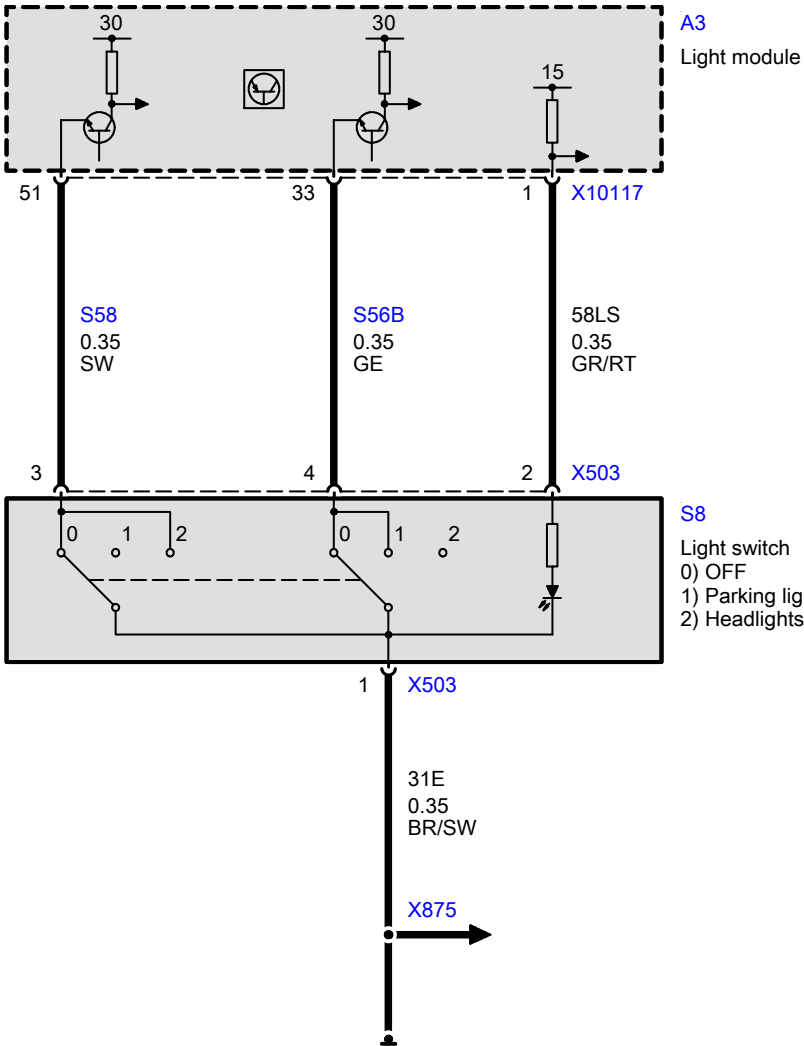 30
30
15
A3
Light module
51
33
1
X10117
S58
0.35
SW
S56B
0.35
GE
58LS
0.35
GR/RT
3
4
2
X503
0
1
2
0
1
2
S8
Light switch
0) OFF
1) Parking lig
2) Headlights
1
X503
31E
0.35
BR/SW
X875